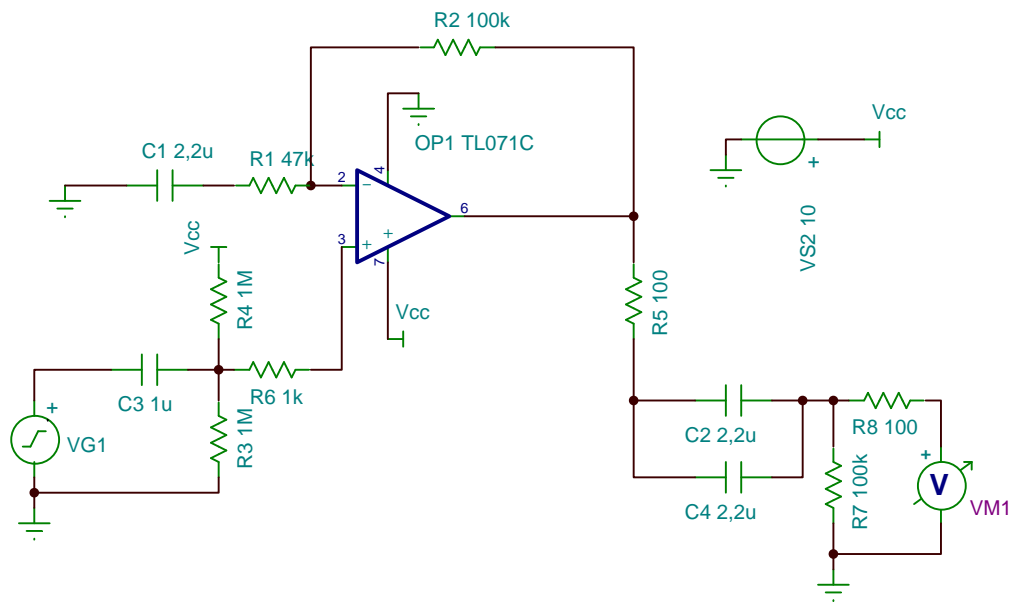 R2 100k
OP1 TL071C
Vcc
C1 2,2u
R1 47k
2
4
−
6
+
3
+
7
VS2 10
+
Vcc
R4 1M
Vcc
R5 100
C3 1u
R6 1k
R3 1M
+
VG1
C2 2,2u
C4 2,2u
R8 100
R7 100k
+
V
VM1